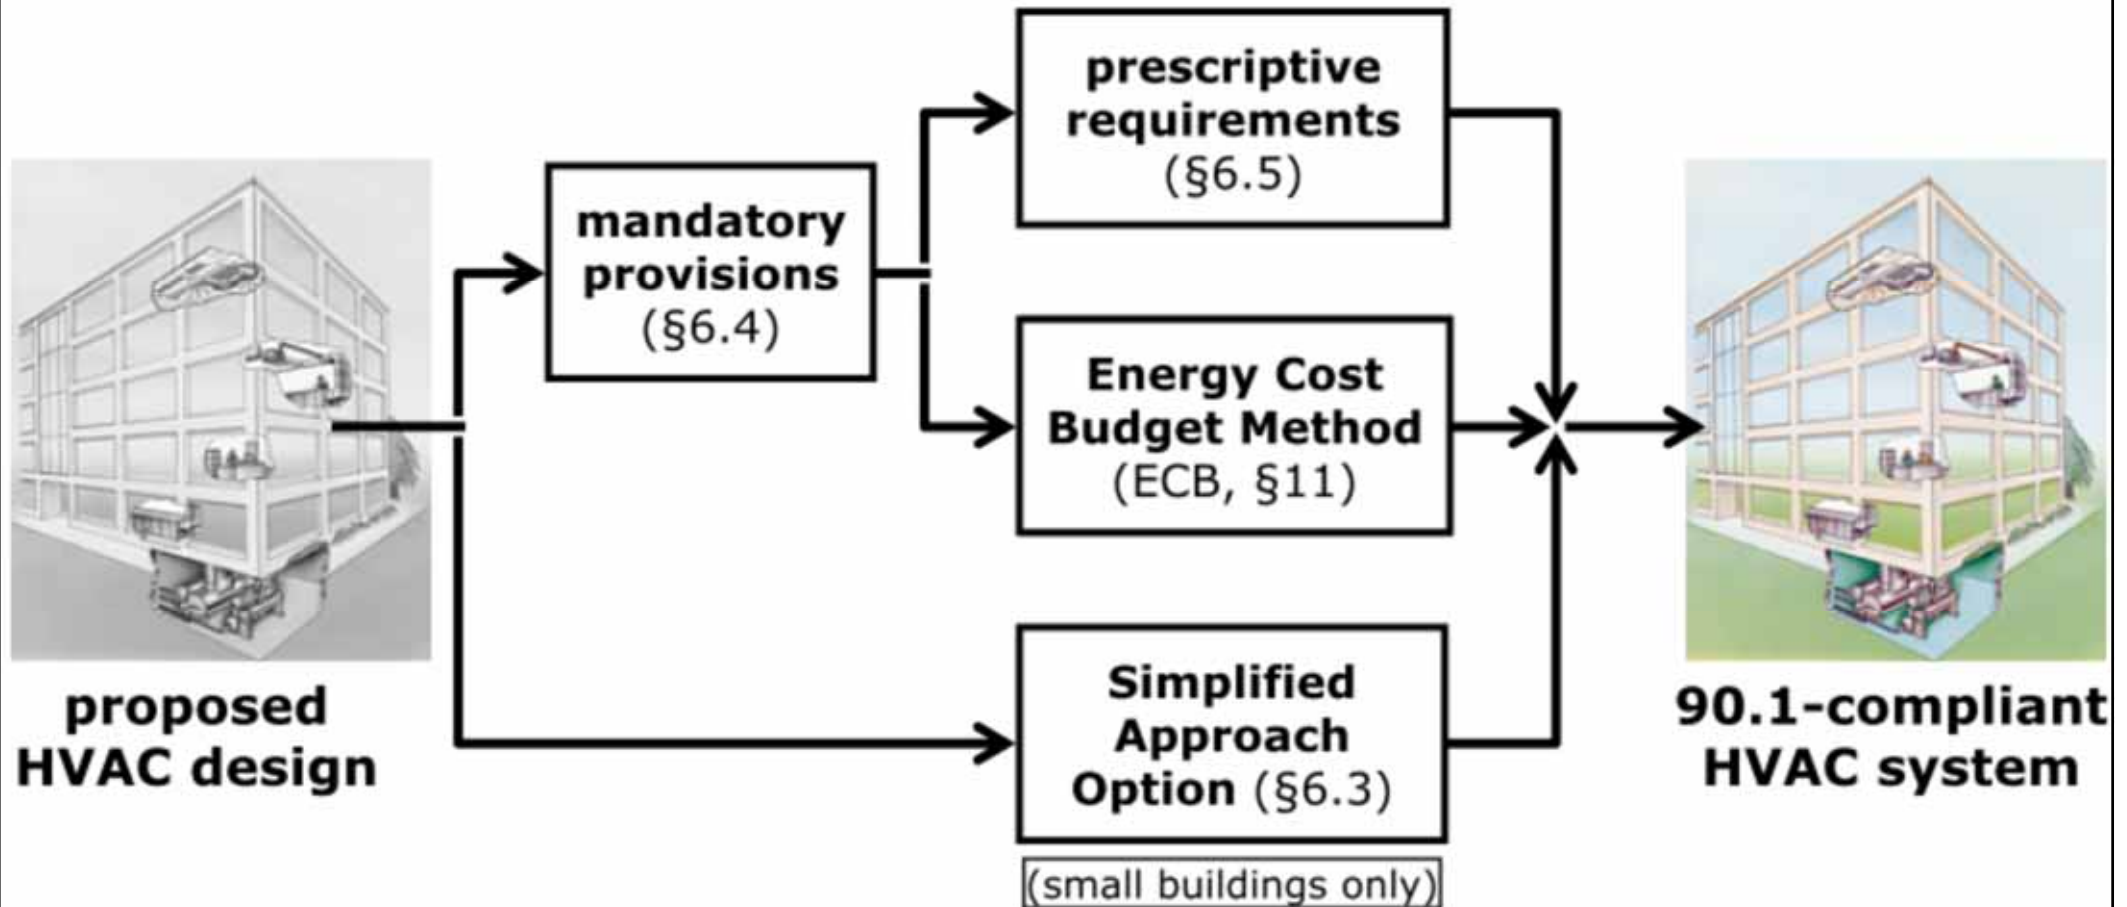 prescriptive
requirements
(§6.5)
mandatory
provisions
(§6.4)
Energy Cost
Budget Method
(ECB, §11)
Simplified
Approach
Option (§6.3)
(small buildings only)
proposed
HVAC design
90.1-compliant
HVAC system